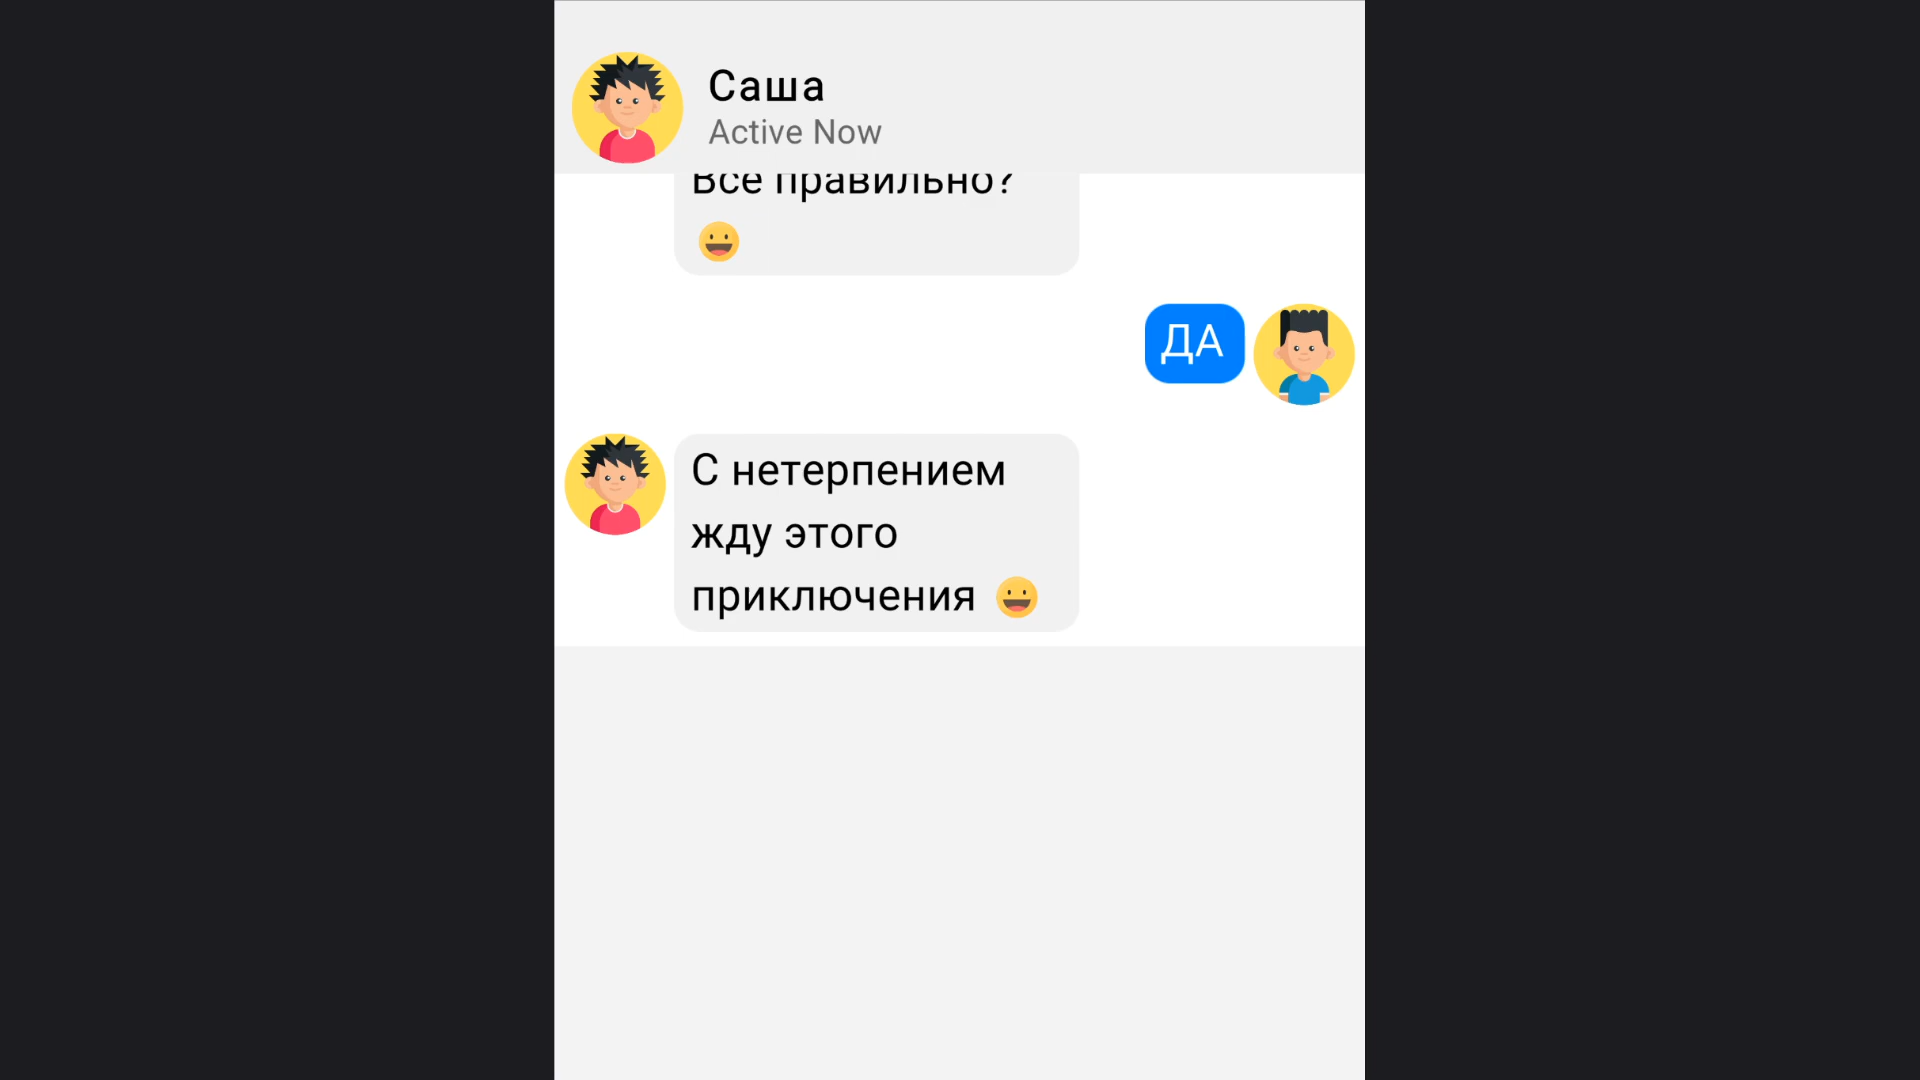 Саша
Active Now
Все правильно?
😀
ДА
С нетерпением
жду этого
приключения 😀